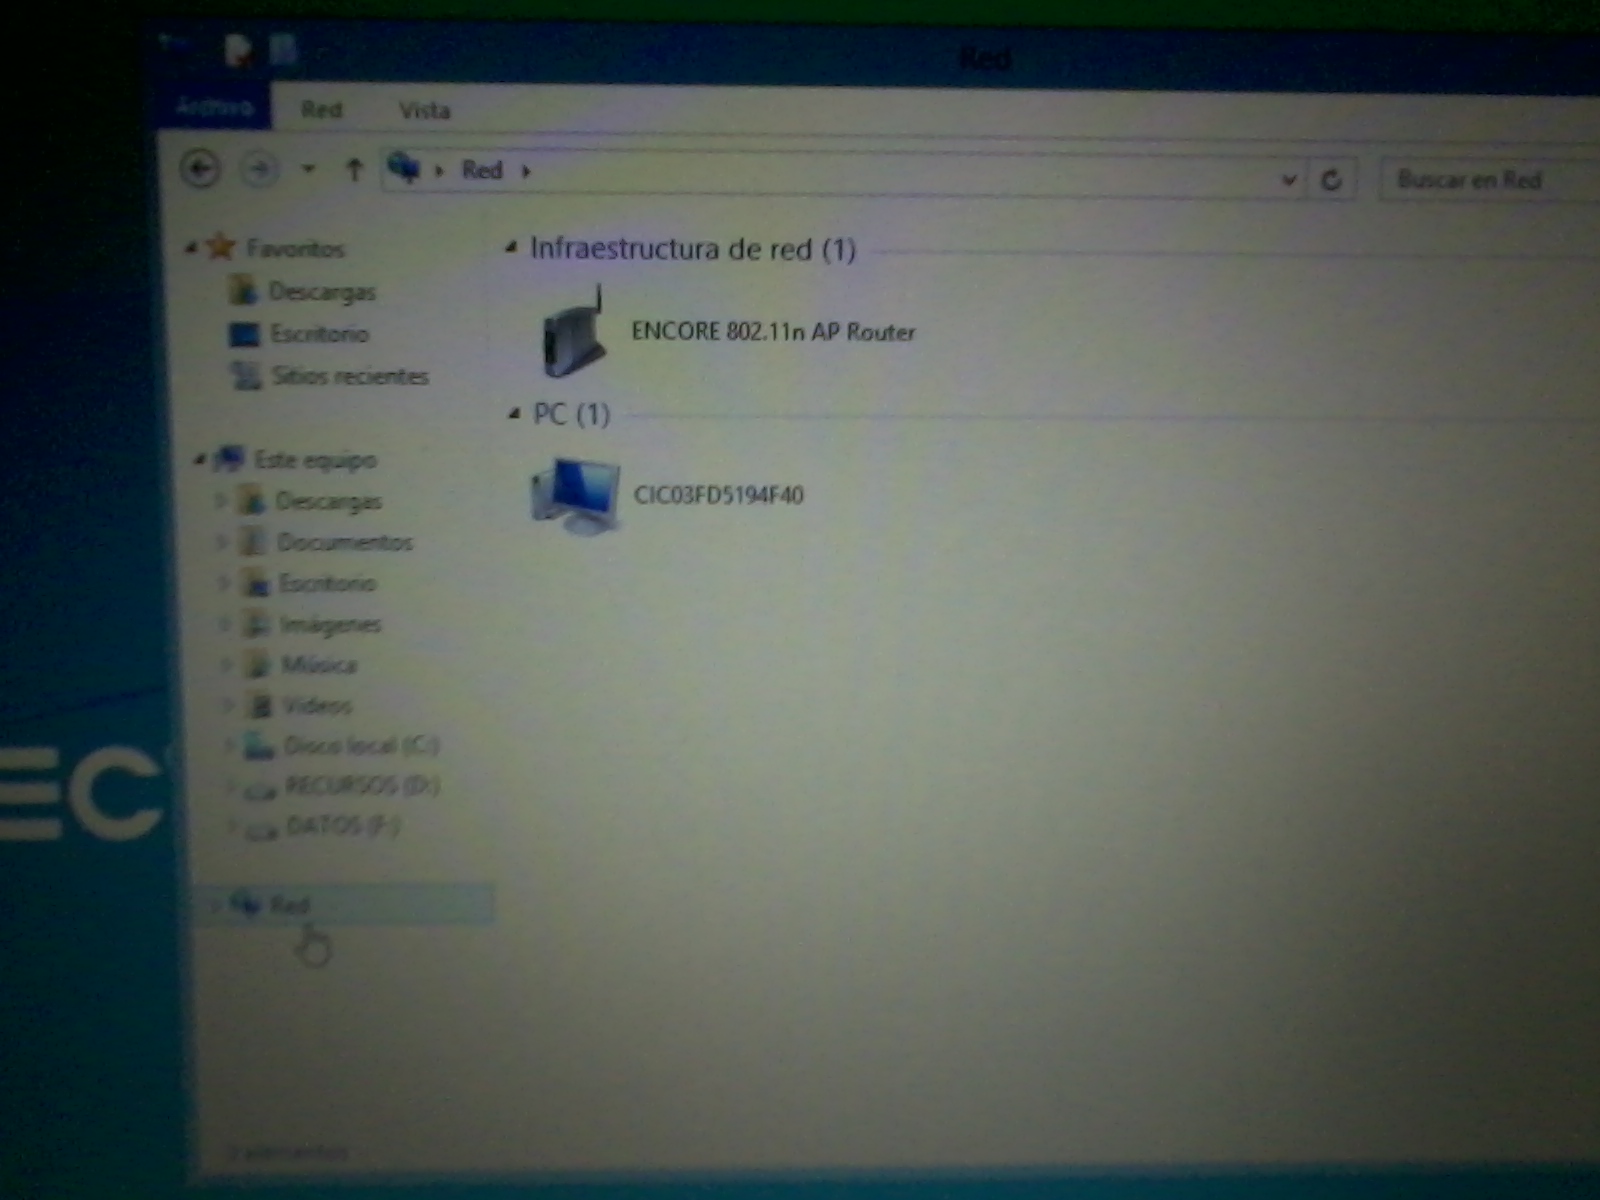 Red
Archivo Red Vista
Red Buscar en Red
Favoritos
Descargas
Escritorio
Sitios recientes
Este equipo
Descargas
Documentos
Escritorio
Imágenes
Música
Videos
Disco local (C:)
RECURSOS (D:)
DATOS (F:)
Red
Infraestructura de red (1)
ENCORE 802.11n AP Router
PC (1)
CIC03FD5194F40
EC
2 elementos